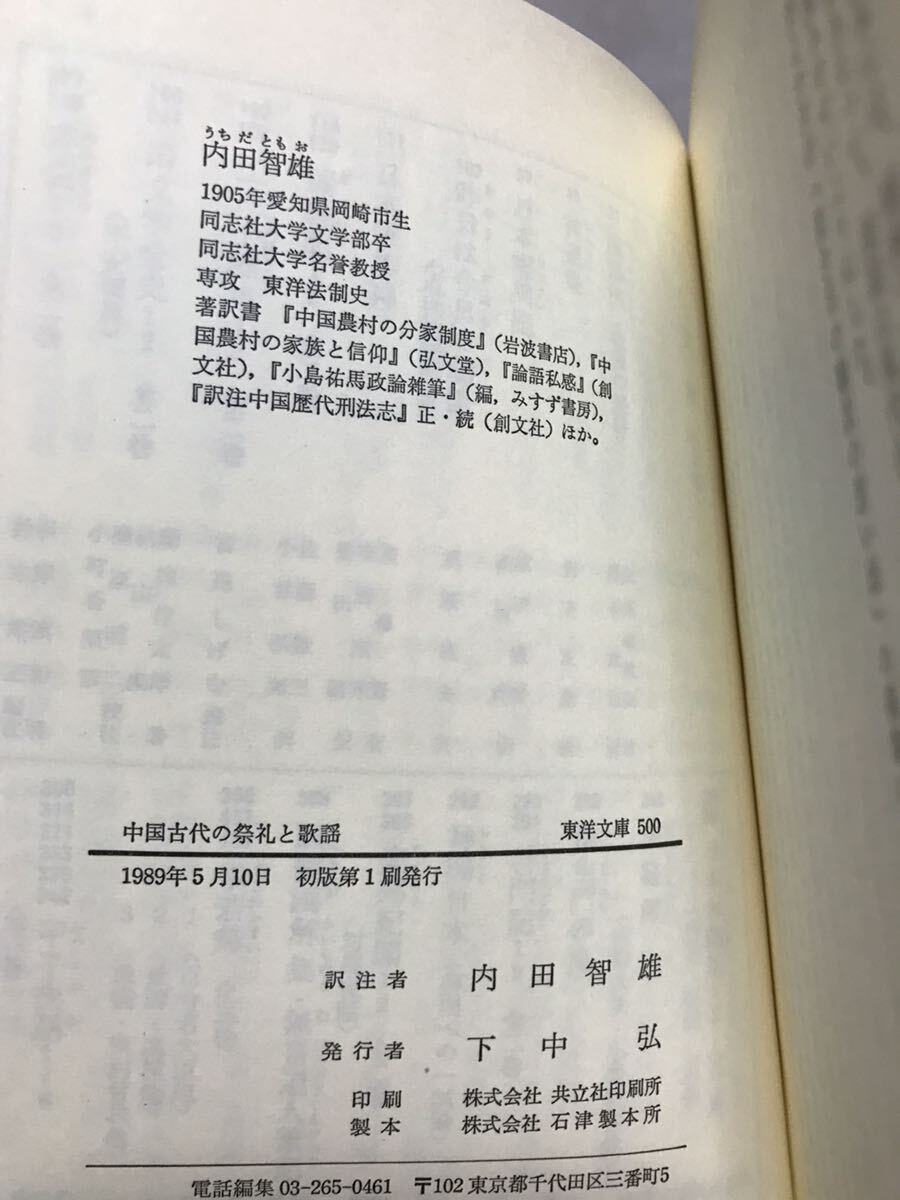 うちだともお
内田智雄
1905年愛知県岡崎市生
同志社大学文学部卒
同志社大学名誉教授
専攻　東洋法制史
著訳書　『中国農村の分家制度』（岩波書店），『中
国農村の家族と信仰』（弘文堂），『論語私感』（創
文社），『小島祐馬政論雑筆』（編，みすず書房），
『訳注中国歴代刑法志』正・続（創文社）ほか。
中国古代の祭礼と歌謡　東洋文庫 500
1989年5月10日　初版第1刷発行
訳注者　内田智雄
発行者　下中弘
印刷　株式会社 共立社印刷所
製本　株式会社 石津製本所
電話編集 03-265-0461　〒102 東京都千代田区三番町5